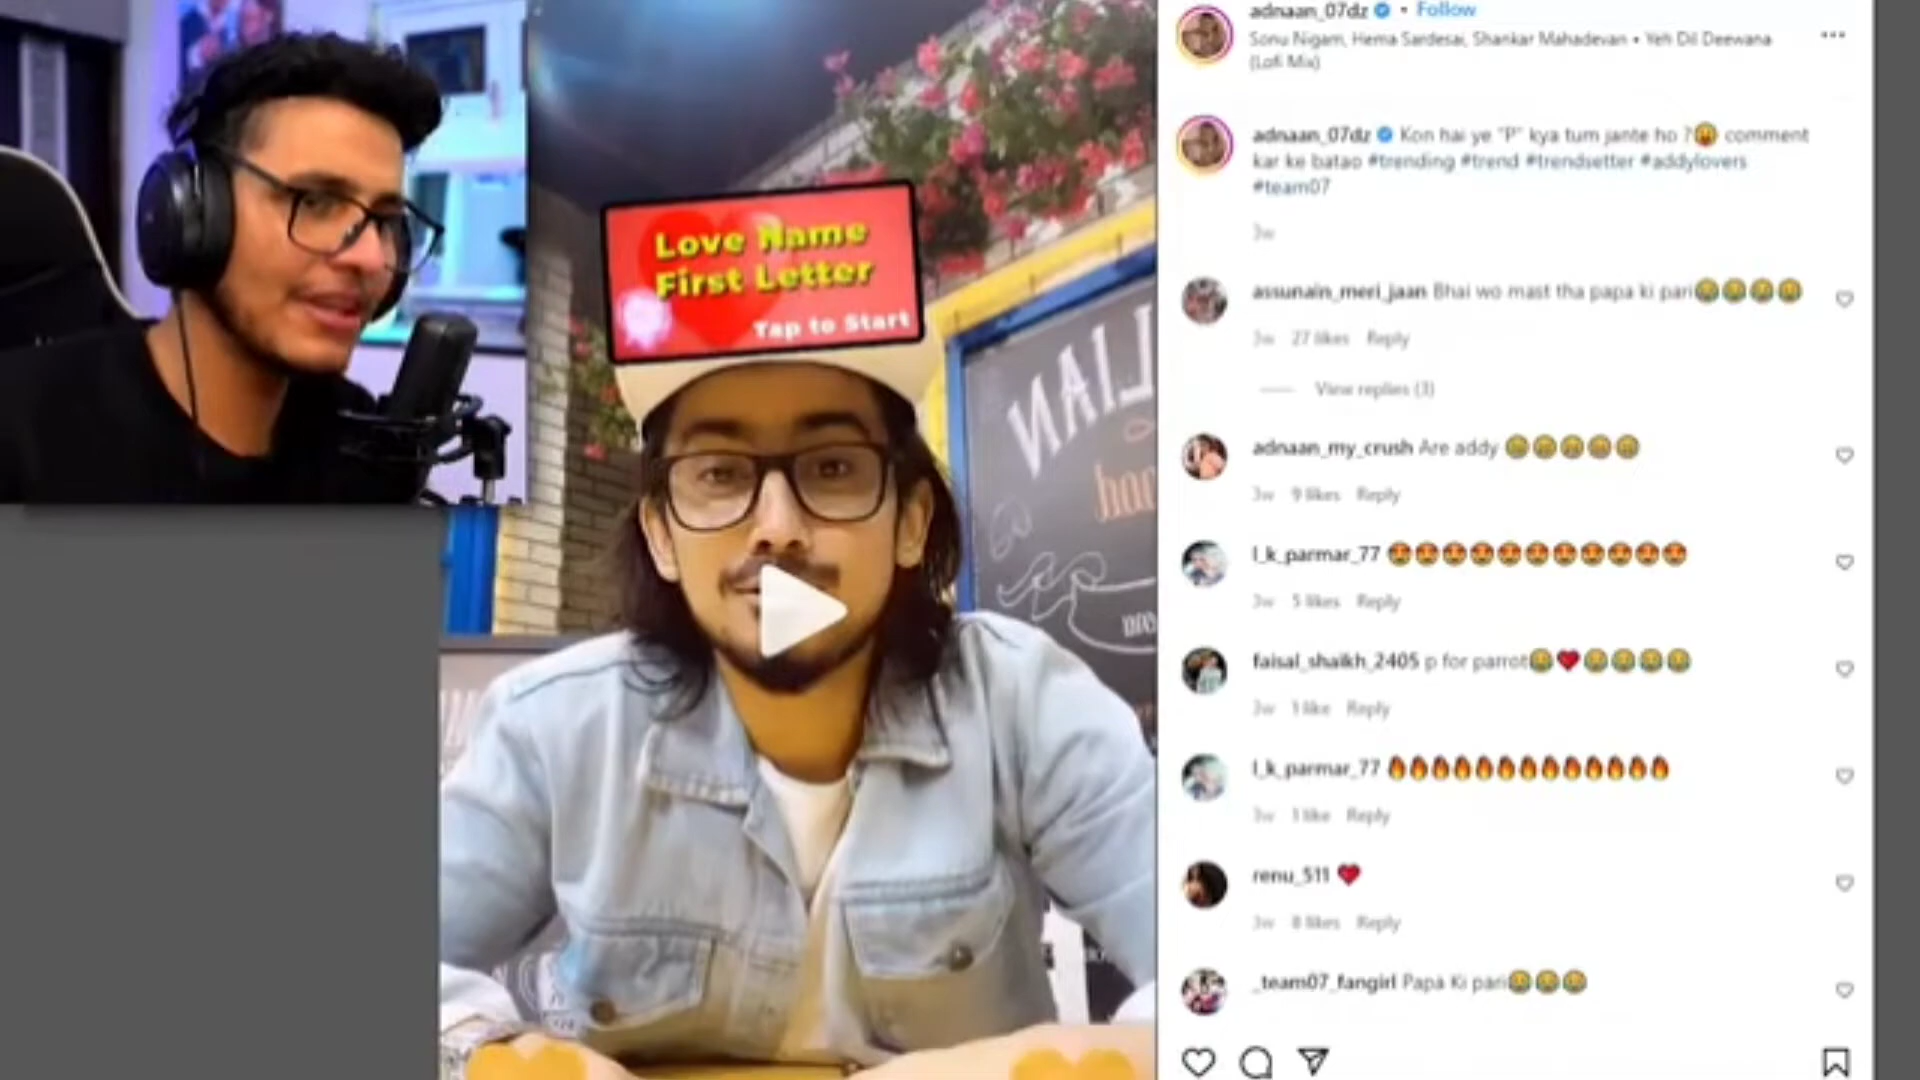 adnaan_07dz • Follow
Sonu Nigam, Hema Sardesai, Shankar Mahadevan • Yeh Dil Deewana
(Lofi Mix)
adnaan_07dz Kon hai ye "P" kya tum jante ho ?😛 comment
kar ke batao #trending #trend #trendsetter #addylovers
#team07
3w
Love Name
First Letter
Tap to Start
assunain_meri_jaan Bhai wo mast tha papa ki pari😂😂😂😂
3w 27 likes Reply
View replies (3)
adnaan_my_crush Are addy 😂😂😂😂😂
3w 9 likes Reply
l_k_parmar_77 😍😍😍😍😍😍😍😍😍😍😍
3w 5 likes Reply
faisal_shaikh_2405 p for parrot😂❤️😂😂😂😂
3w 1 like Reply
l_k_parmar_77 🔥🔥🔥🔥🔥🔥🔥🔥🔥🔥🔥🔥🔥
3w 1 like Reply
renu_511 ❤️
3w 8 likes Reply
_team07_fangirl Papa Ki pari😂😂😂